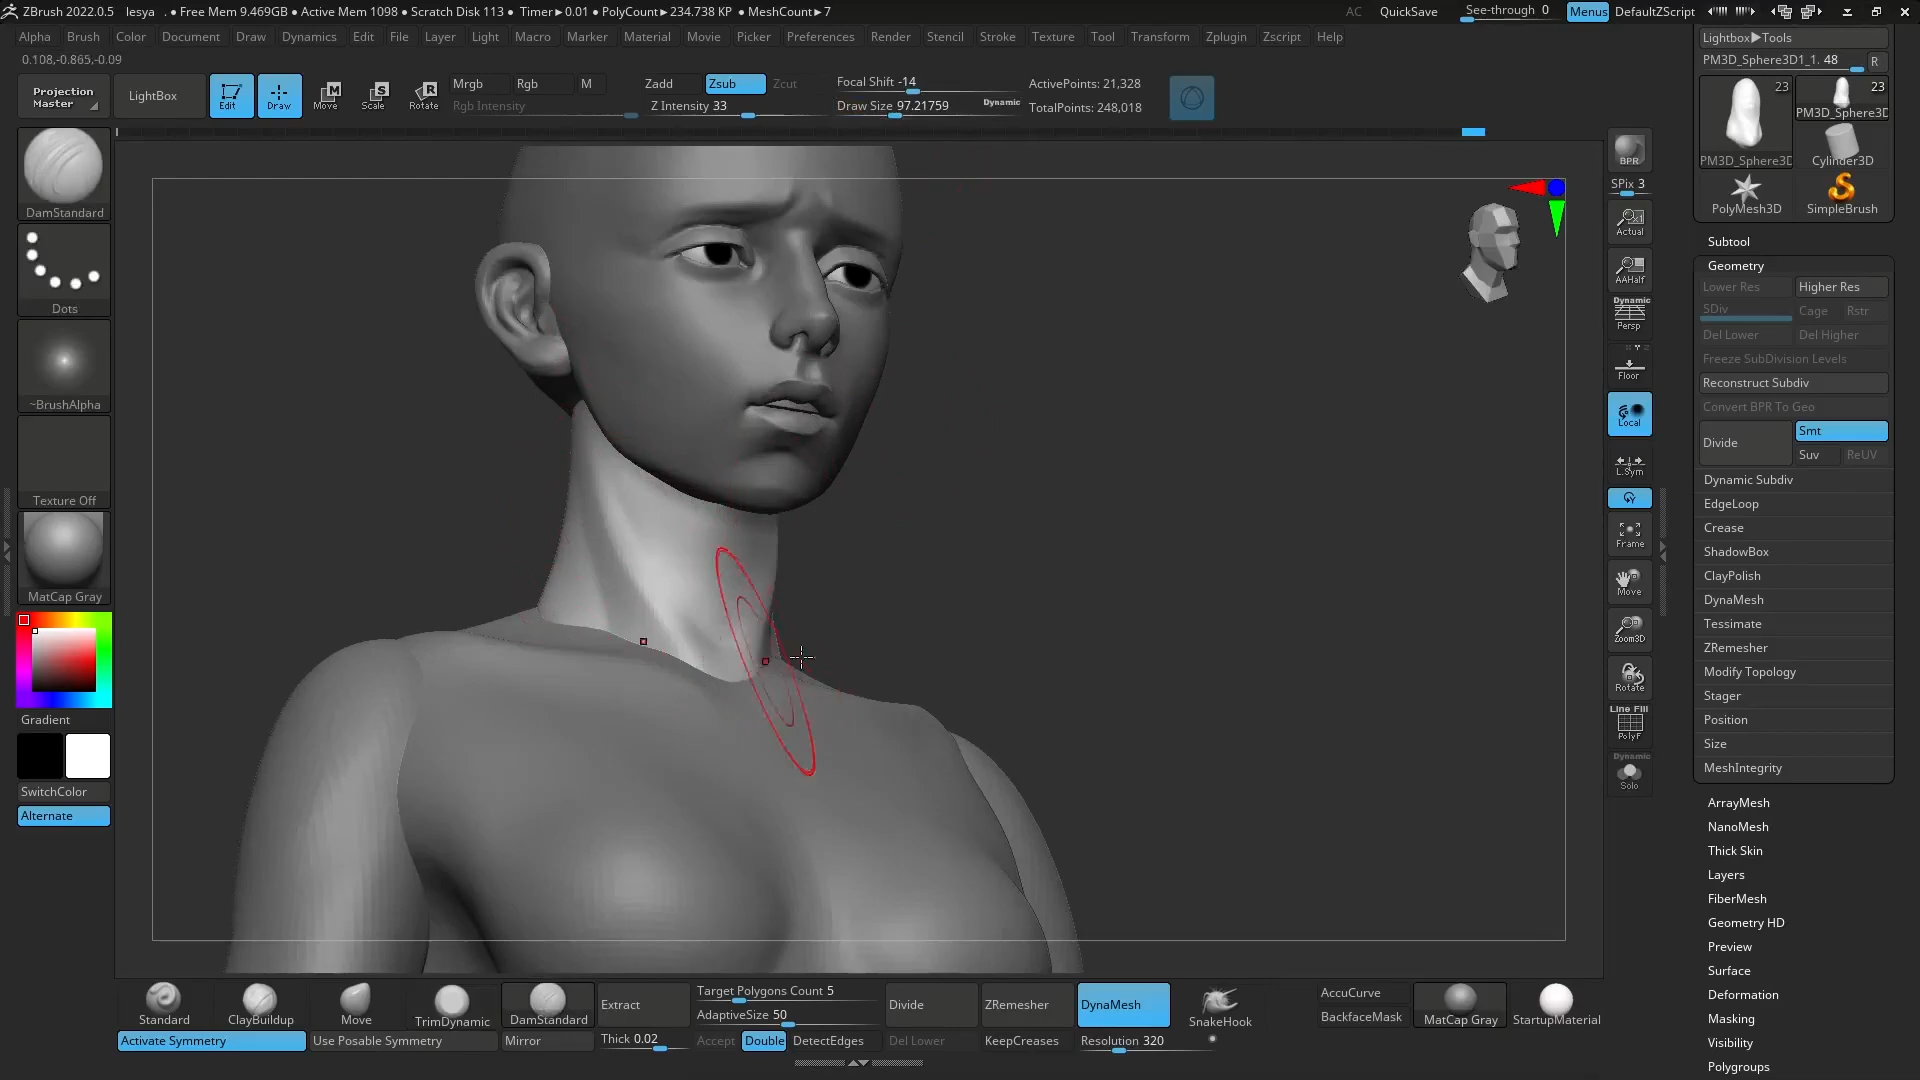 ZBrush 2022.0.5 lesya . ● Free Mem 9.469GB ● Active Mem 1098 ● Scratch Disk 113 ● Timer►0.01 ● PolyCount►234.738 KP ● MeshCount►7
AC QuickSave See-through 0 Menus DefaultZScript
Alpha Brush Color Document Draw Dynamics Edit File Layer Light Macro Marker Material Movie Picker Preferences Render Stencil Stroke Texture Tool Transform Zplugin Zscript Help
0.108,-0.865,-0.09
Projection Master
LightBox
Edit
Draw
Move
Scale
Rotate
Mrgb Rgb M
Rgb Intensity
Zadd Zsub Zcut
Z Intensity 33
Focal Shift -14
Draw Size 97.21759 Dynamic
ActivePoints: 21,328
TotalPoints: 248,018
DamStandard
Dots
~BrushAlpha
Texture Off
MatCap Gray
Gradient
SwitchColor
Alternate
BPR
SPix 3
Actual
AAHalf
Dynamic
Persp
Floor
Local
L.Sym
Frame
Move
Zoom3D
Rotate
Line Fill
PolyF
Dynamic
Solo
Lightbox►Tools
PM3D_Sphere3D1_1. 48 R
23
23
PM3D_Sphere3D
PM3D_Sphere3D
Cylinder3D
PolyMesh3D
SimpleBrush
Subtool
Geometry
Lower Res Higher Res
SDiv Cage Rstr
Del Lower Del Higher
Freeze SubDivision Levels
Reconstruct Subdiv
Convert BPR To Geo
Divide Smt
Suv ReUV
Dynamic Subdiv
EdgeLoop
Crease
ShadowBox
ClayPolish
DynaMesh
Tessimate
ZRemesher
Modify Topology
Stager
Position
Size
MeshIntegrity
ArrayMesh
NanoMesh
Thick Skin
Layers
FiberMesh
Geometry HD
Preview
Surface
Deformation
Masking
Visibility
Polygroups
Standard
ClayBuildup
Move
TrimDynamic
DamStandard
Extract
Target Polygons Count 5
AdaptiveSize 50
Divide
ZRemesher
DynaMesh
SnakeHook
AccuCurve
BackfaceMask
MatCap Gray
StartupMaterial
Activate Symmetry
Use Posable Symmetry
Mirror
Thick 0.02
Accept
Double
DetectEdges
Del Lower
KeepCreases
Resolution 320